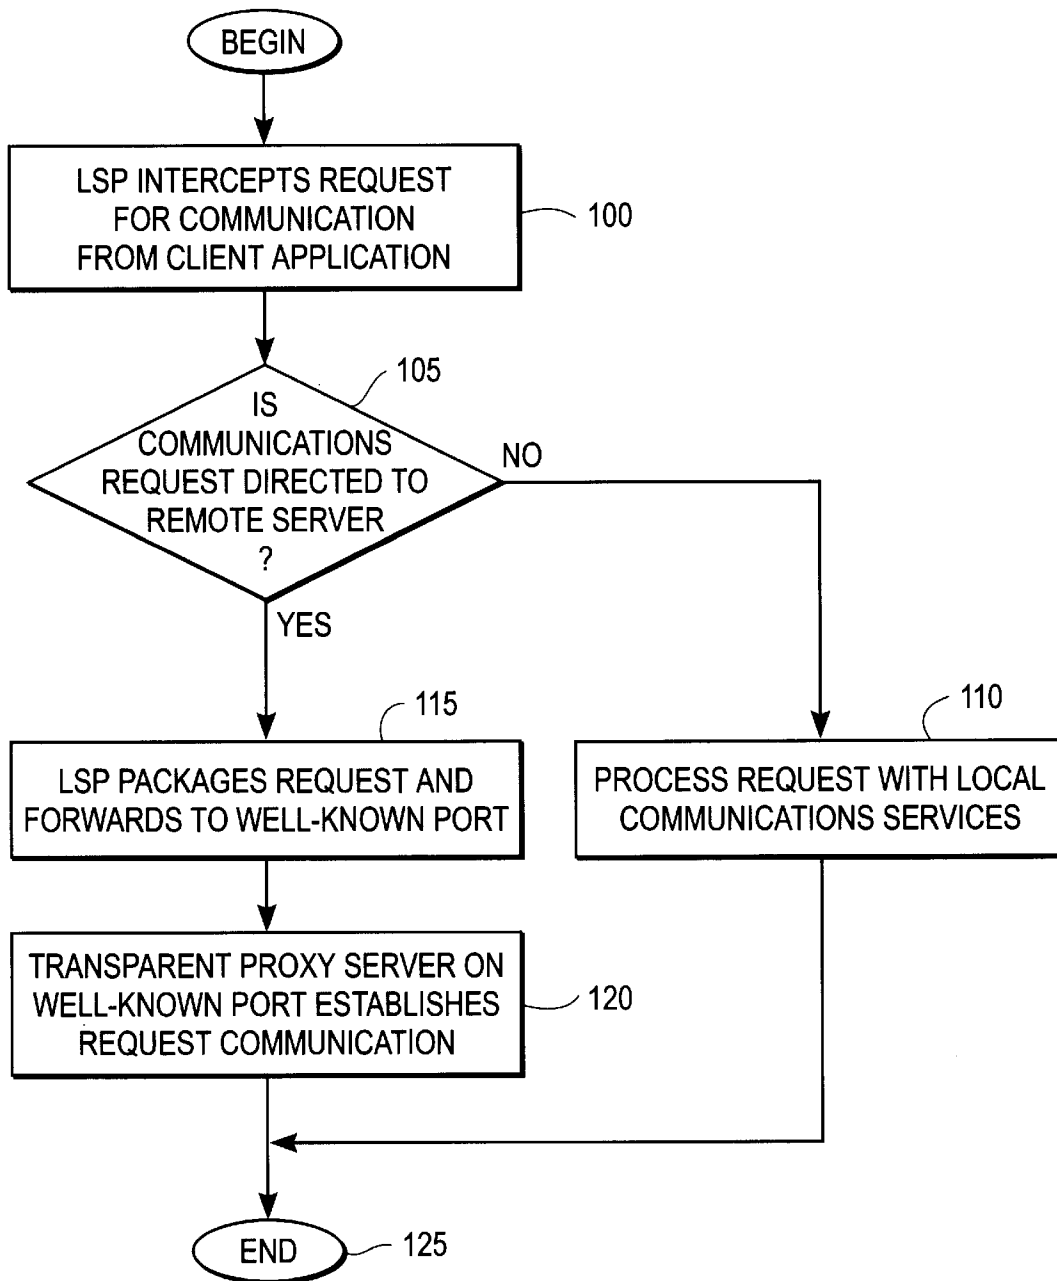 BEGIN
LSP INTERCEPTS REQUEST
FOR COMMUNICATION
FROM CLIENT APPLICATION
100
105
IS
COMMUNICATIONS
REQUEST DIRECTED TO
REMOTE SERVER
?
NO
YES
115
LSP PACKAGES REQUEST AND
FORWARDS TO WELL-KNOWN PORT
110
PROCESS REQUEST WITH LOCAL
COMMUNICATIONS SERVICES
TRANSPARENT PROXY SERVER ON
WELL-KNOWN PORT ESTABLISHES
REQUEST COMMUNICATION
120
END
125